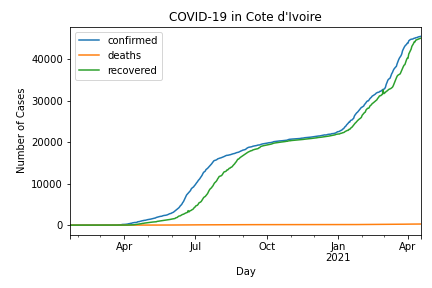 COVID-19 in Cote d'Ivoire
confirmed
deaths
recovered
Number of Cases
40000
30000
20000
10000
0
Apr
Jul
Oct
Jan
2021
Apr
Day